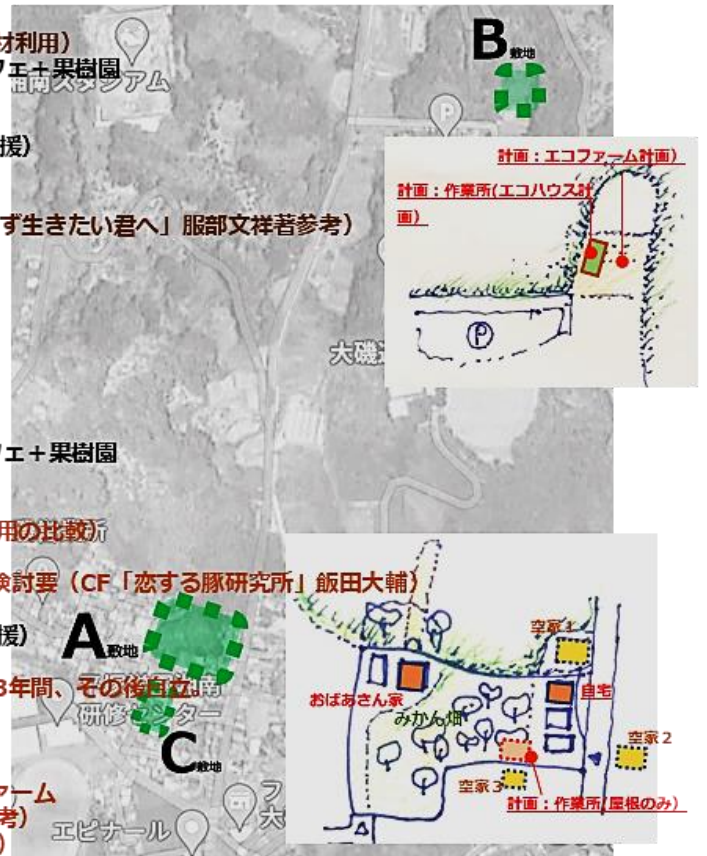 材利用）
フェ＋果樹園
湘南スタジアム
B敷地
P
援）
計画：エコファーム計画）
計画：作業所(エコハウス計
画）
ず生きたい君へ」服部文祥著参考）
P
大磯
フェ＋果樹園
用の比較）
検討要（CF「恋する豚研究所」飯田大輔）
援）
A敷地
3年間、その後自立。
研修センター
C敷地
空家1
おばあさん家
自宅
みかん畑
空家2
空家3
計画：作業所(屋根のみ）
ァーム
考）
）
エピナール
フ
大